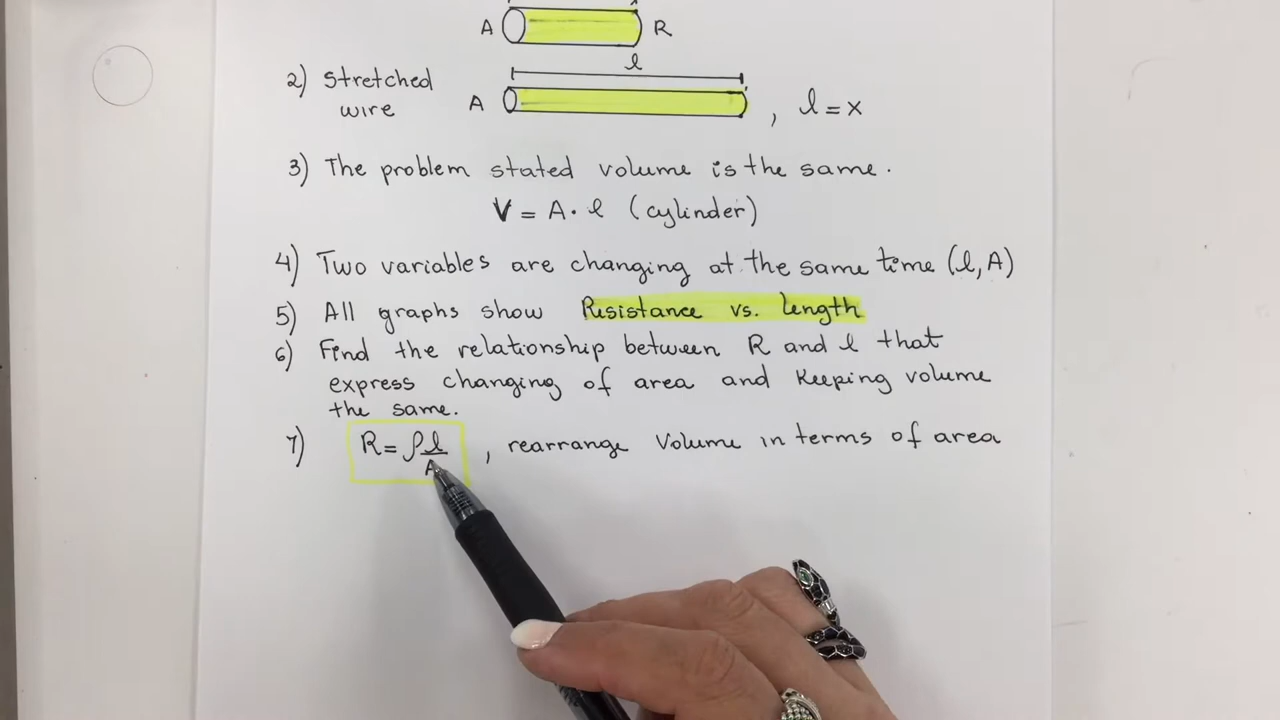 A R
l
2) Stretched
wire
A , l = x
3) The problem stated volume is the same.
V = A · l (cylinder)
4) Two variables are changing at the same time (l, A)
5) All graphs show Resistance vs. length
6) Find the relationship between R and l that
express changing of area and keeping volume
the same.
7) R = ρ l / A , rearrange Volume in terms of area